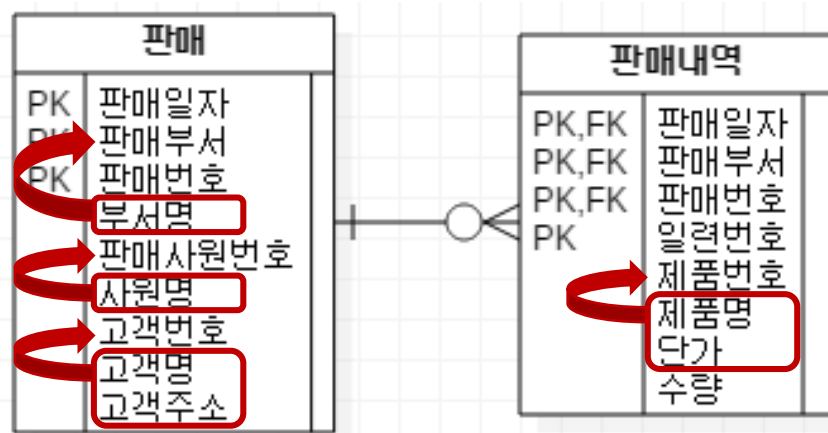 판매
PK 판매일자
PK 판매부서
PK 판매번호
부서명
판매사원번호
사원명
고객번호
고객명
고객주소
판매내역
PK,FK 판매일자
PK,FK 판매부서
PK,FK 판매번호
PK 일련번호
제품번호
제품명
단가
수량